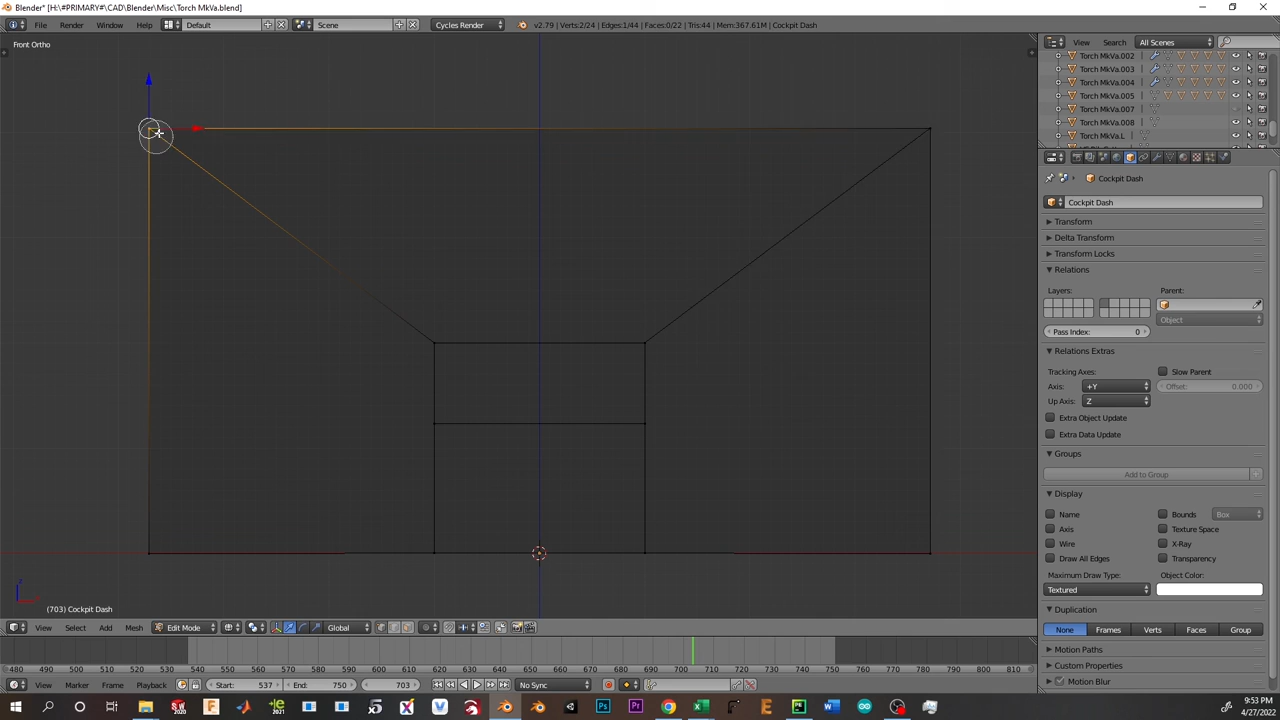 Blender* [H:\#PRIMARY#\CAD\Blender\Misc\Torch MkVa.blend]
File Render Window Help Default Scene Cycles Render v2.79 | Verts:2/24 | Edges:1/44 | Faces:0/22 | Tris:44 | Mem:367.61M | Cockpit Dash
Front Ortho
View Search All Scenes
Torch MkVa.002
Torch MkVa.003
Torch MkVa.004
Torch MkVa.005
Torch MkVa.007
Torch MkVa.008
Torch MkVa.L
Cockpit Dash
Cockpit Dash
Transform
Delta Transform
Transform Locks
Relations
Layers: Parent:
Object
Pass Index: 0
Relations Extras
Tracking Axes: Slow Parent
Axis: +Y Offset: 0.000
Up Axis: Z
Extra Object Update
Extra Data Update
Groups
Add to Group
Display
Name Bounds Box
Axis Texture Space
Wire X-Ray
Draw All Edges Transparency
Maximum Draw Type: Object Color:
Textured
Duplication
None Frames Verts Faces Group
Motion Paths
Custom Properties
Motion Blur
z
(703) Cockpit Dash
View Select Add Mesh Edit Mode Global
480 490 500 510 520 530 540 550 560 570 580 590 600 610 620 630 640 650 660 670 680 690 700 710 720 730 740 750 760 770 780 790 800 810
View Marker Frame Playback Start: 537 End: 750 703 No Sync
9:53 PM
4/27/2022